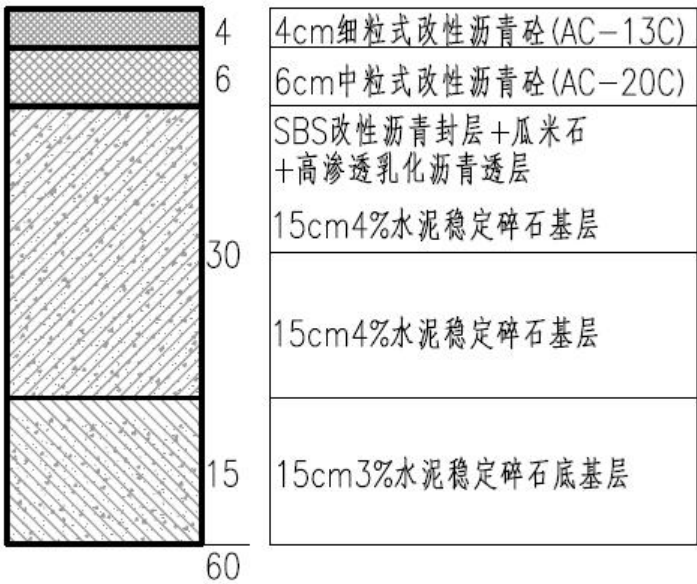 4
4cm细粒式改性沥青砼(AC-13C)
6
6cm中粒式改性沥青砼(AC-20C)
SBS改性沥青封层+瓜米石
+高渗透乳化沥青透层
15cm4%水泥稳定碎石基层
30
15cm4%水泥稳定碎石基层
15
15cm3%水泥稳定碎石底基层
60